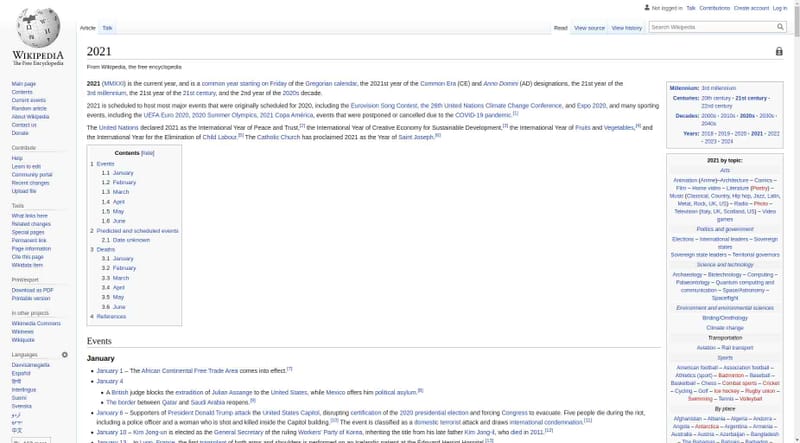 Not logged in Talk Contributions Create account Log in
Article Talk Read View source View history Search Wikipedia
WIKIPEDIA
The Free Encyclopedia
Main page
Contents
Current events
Random article
About Wikipedia
Contact us
Donate
Contribute
Help
Learn to edit
Community portal
Recent changes
Upload file
Tools
What links here
Related changes
Special pages
Permanent link
Page information
Cite this page
Wikidata item
Print/export
Download as PDF
Printable version
In other projects
Wikimedia Commons
Wikinews
Wikiquote
Languages
Davvisámegiella
Español
हिन्दी
Interlingua
Suomi
Svenska
اردو
中文
2021
From Wikipedia, the free encyclopedia
2021 (MMXXI) is the current year, and is a common year starting on Friday of the Gregorian calendar, the 2021st year of the Common Era (CE) and Anno Domini (AD) designations, the 21st year of the
3rd millennium, the 21st year of the 21st century, and the 2nd year of the 2020s decade.
2021 is scheduled to host most major events that were originally scheduled for 2020, including the Eurovision Song Contest, the 26th United Nations Climate Change Conference, and Expo 2020, and many sporting
events, including the UEFA Euro 2020, 2020 Summer Olympics, 2021 Copa América, events that were postponed or cancelled due to the COVID-19 pandemic.[1]
The United Nations declared 2021 as the International Year of Peace and Trust,[2] the International Year of Creative Economy for Sustainable Development,[3] the International Year of Fruits and Vegetables,[4] and
the International Year for the Elimination of Child Labour.[5] The Catholic Church has proclaimed 2021 as the Year of Saint Joseph.[6]
Contents [hide]
1 Events
1.1 January
1.2 February
1.3 March
1.4 April
1.5 May
1.6 June
2 Predicted and scheduled events
2.1 Date unknown
3 Deaths
3.1 January
3.2 February
3.3 March
3.4 April
3.5 May
3.6 June
4 References
Events
January
• January 1 – The African Continental Free Trade Area comes into effect.[7]
• January 4
• A British judge blocks the extradition of Julian Assange to the United States, while Mexico offers him political asylum.[8]
• The border between Qatar and Saudi Arabia reopens.[9]
• January 6 – Supporters of President Donald Trump attack the United States Capitol, disrupting certification of the 2020 presidential election and forcing Congress to evacuate. Five people die during the riot,
including a police officer and a woman who is shot and killed inside the Capitol building.[10] The event is classified as a domestic terrorist attack and draws international condemnation.[11]
• January 10 – Kim Jong-un is elected as the General Secretary of the ruling Workers' Party of Korea, inheriting the title from his late father Kim Jong-il, who died in 2011.[12]
Millennium: 3rd millennium
Centuries: 20th century – 21st century –
22nd century
Decades: 2000s – 2010s – 2020s – 2030s –
2040s
Years: 2018 – 2019 – 2020 – 2021 – 2022
– 2023 – 2024
2021 by topic:
Arts
Animation (Anime)–Architecture – Comics –
Film – Home video – Literature (Poetry) –
Music (Classical, Country, Hip hop, Jazz, Latin,
Metal, Rock, UK, US) – Radio – Photo –
Television (Italy, UK, Scotland, US) – Video
games
Politics and government
Elections – International leaders – Sovereign
states
Sovereign state leaders – Territorial governors
Science and technology
Archaeology – Biotechnology – Computing –
Palaeontology – Quantum computing and
communication – Space/Astronomy –
Spaceflight
Environment and environmental sciences
Birding/Ornithology
Climate change
Transportation
Aviation – Rail transport
Sports
American football – Association football –
Athletics (sport) – Badminton – Baseball –
Basketball – Chess – Combat sports – Cricket
– Cycling – Golf – Ice hockey – Rugby union –
Swimming – Tennis – Volleyball
By place
Afghanistan – Albania – Algeria – Andorra –
Angola – Antarctica – Argentina – Armenia –
Australia – Austria – Azerbaijan – Bangladesh